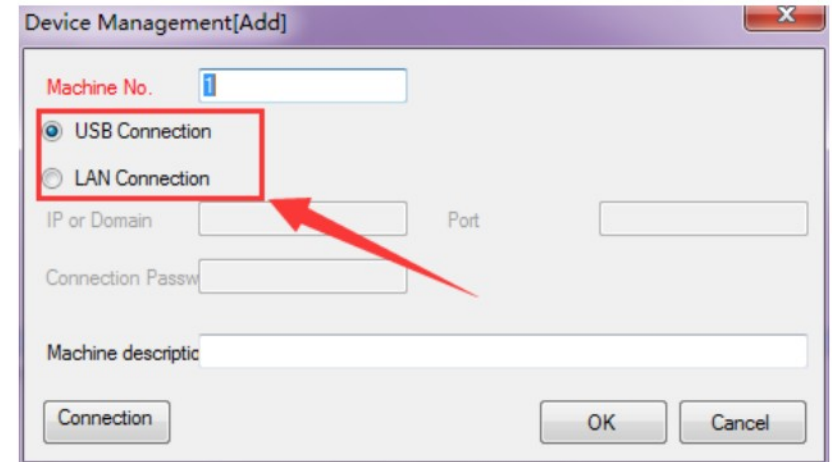 Device Management[Add]
Machine No. 1
USB Connection
LAN Connection
IP or Domain Port
Connection Passw
Machine descriptic
Connection OK Cancel